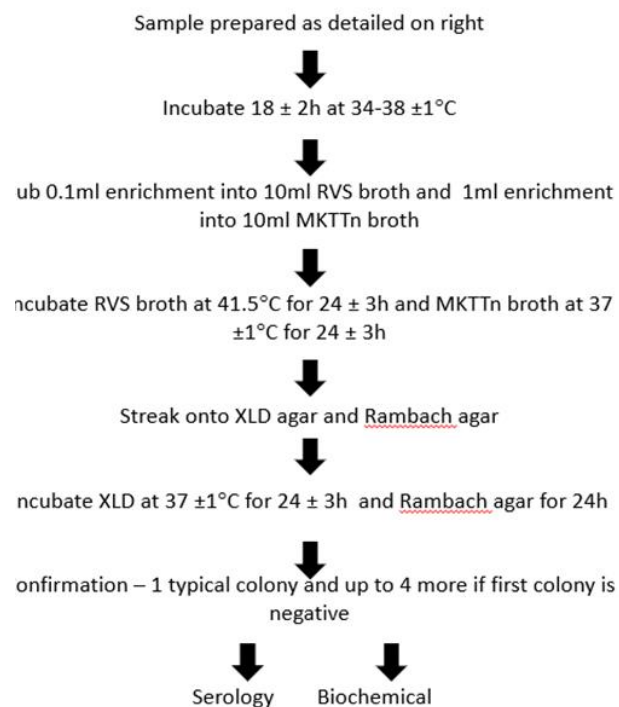 Sample prepared as detailed on right
Incubate 18 ± 2h at 34-38 ±1°C
ub 0.1ml enrichment into 10ml RVS broth and 1ml enrichment
into 10ml MKTTn broth
ncubate RVS broth at 41.5°C for 24 ± 3h and MKTTn broth at 37
±1°C for 24 ± 3h
Streak onto XLD agar and Rambach agar
ncubate XLD at 37 ±1°C for 24 ± 3h and Rambach agar for 24h
onfirmation – 1 typical colony and up to 4 more if first colony is
negative
Serology Biochemical